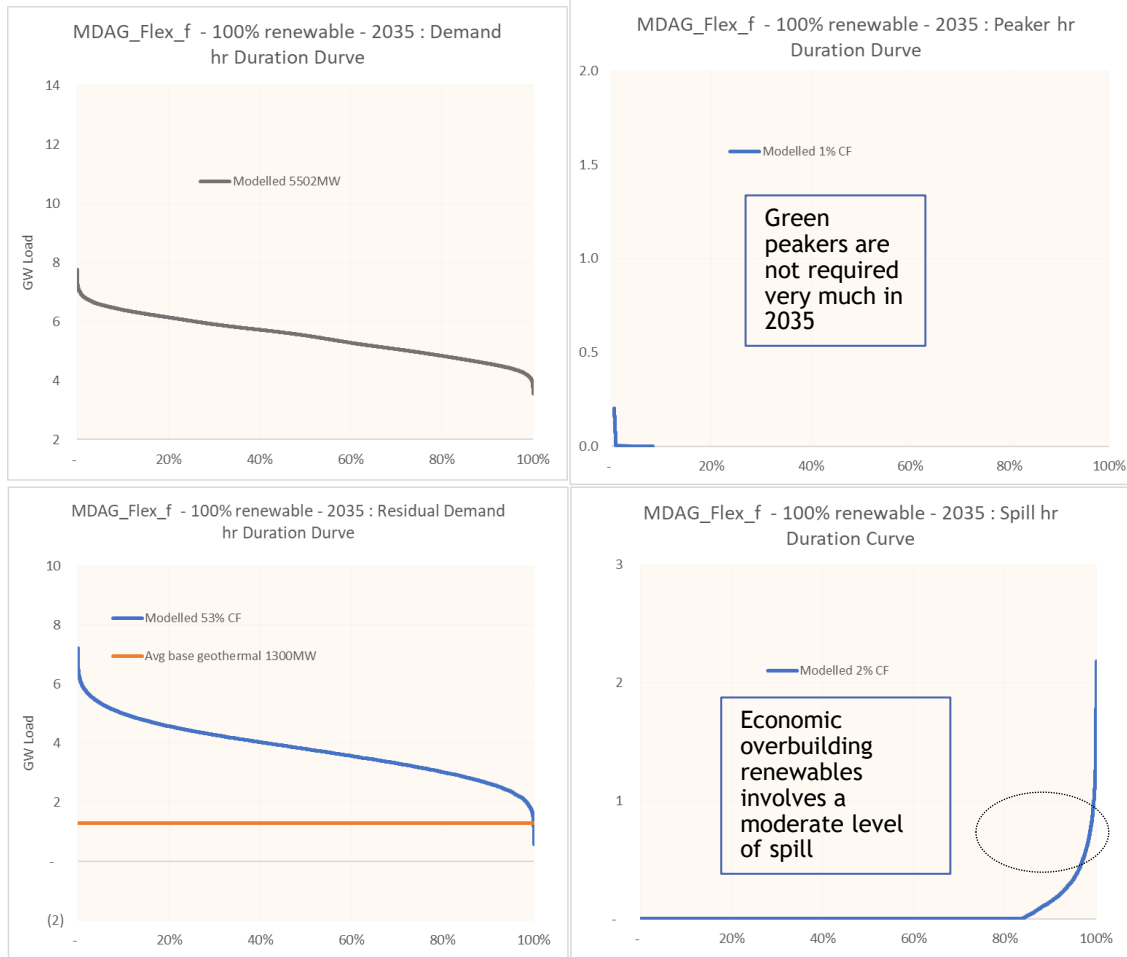 MDAG_Flex_f - 100% renewable - 2035 : Demand
hr Duration Durve
14
12
10
8
6
4
2
GW Load
Modelled 5502MW
-
20%
40%
60%
80%
100%
MDAG_Flex_f - 100% renewable - 2035 : Peaker hr
Duration Durve
2.0
1.5
1.0
0.5
0.0
Modelled 1% CF
Green
peakers are
not required
very much in
2035
-
20%
40%
60%
80%
100%
MDAG_Flex_f - 100% renewable - 2035 : Residual Demand
hr Duration Durve
10
8
6
4
2
-
(2)
GW Load
Modelled 53% CF
Avg base geothermal 1300MW
-
20%
40%
60%
80%
100%
MDAG_Flex_f - 100% renewable - 2035 : Spill hr
Duration Curve
3
2
1
-
Modelled 2% CF
Economic
overbuilding
renewables
involves a
moderate level
of spill
-
20%
40%
60%
80%
100%